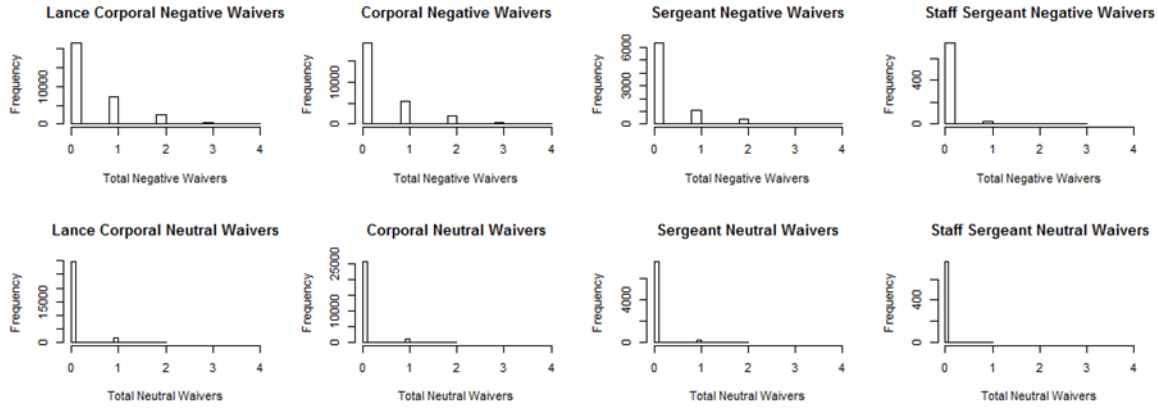 Lance Corporal Negative Waivers
Frequency
0 10000
0 1 2 3 4
Total Negative Waivers
Corporal Negative Waivers
Frequency
0 10000
0 1 2 3 4
Total Negative Waivers
Sergeant Negative Waivers
Frequency
0 3000 6000
0 1 2 3 4
Total Negative Waivers
Staff Sergeant Negative Waivers
Frequency
0 400
0 1 2 3 4
Total Negative Waivers
Lance Corporal Neutral Waivers
Frequency
0 15000
0 1 2 3 4
Total Neutral Waivers
Corporal Neutral Waivers
Frequency
0 10000 25000
0 1 2 3 4
Total Neutral Waivers
Sergeant Neutral Waivers
Frequency
0 4000
0 1 2 3 4
Total Neutral Waivers
Staff Sergeant Neutral Waivers
Frequency
0 400
0 1 2 3 4
Total Neutral Waivers